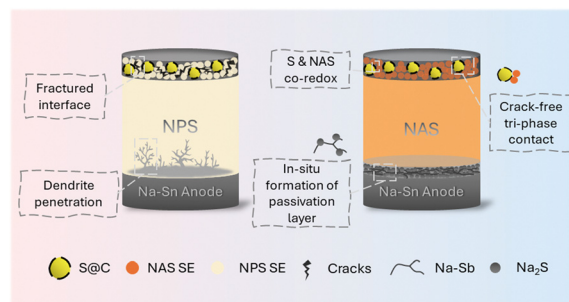 Fractured
interface
NPS
Dendrite
penetration
Na-Sn Anode
S & NAS
co-redox
NAS
Crack-free
tri-phase
contact
In-situ
formation of
passivation
layer
Na-Sn Anode
S@C
NAS SE
NPS SE
Cracks
Na-Sb
Na₂S